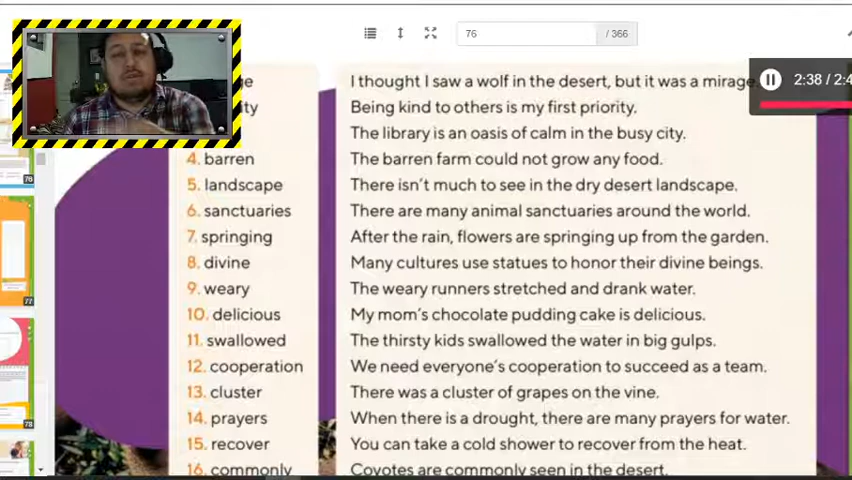 76 / 366
2:38 / 2:4
I thought I saw a wolf in the desert, but it was a mirage.
Being kind to others is my first priority.
The library is an oasis of calm in the busy city.
4. barren The barren farm could not grow any food.
5. landscape There isn't much to see in the dry desert landscape.
6. sanctuaries There are many animal sanctuaries around the world.
7. springing After the rain, flowers are springing up from the garden.
8. divine Many cultures use statues to honor their divine beings.
9. weary The weary runners stretched and drank water.
10. delicious My mom's chocolate pudding cake is delicious.
11. swallowed The thirsty kids swallowed the water in big gulps.
12. cooperation We need everyone's cooperation to succeed as a team.
13. cluster There was a cluster of grapes on the vine.
14. prayers When there is a drought, there are many prayers for water.
15. recover You can take a cold shower to recover from the heat.
16. commonly Coyotes are commonly seen in the desert.
76
77
78